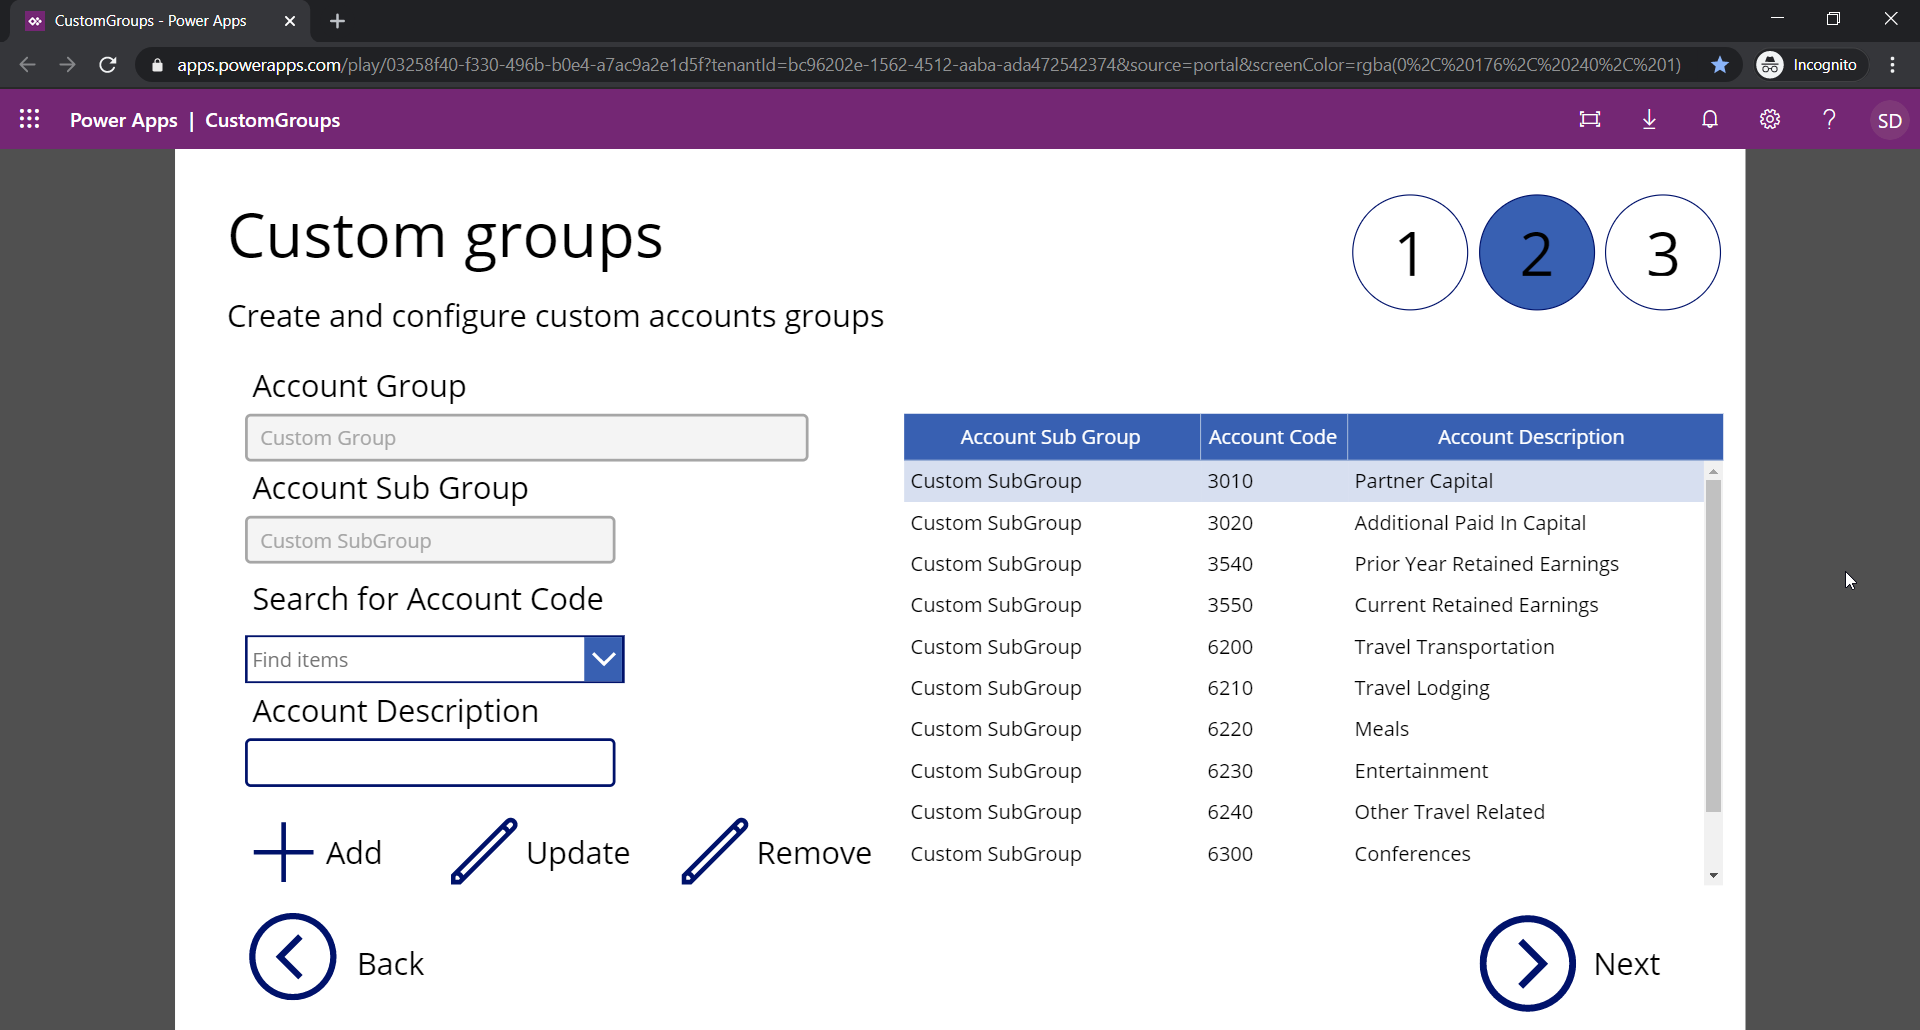 CustomGroups - Power Apps
apps.powerapps.com/play/03258f40-f330-496b-b0e4-a7ac9a2e1d5f?tenantId=bc96202e-1562-4512-aaba-ada472542374&source=portal&screenColor=rgba(0%2C%20176%2C%20240%2C%201)
Incognito
Power Apps | CustomGroups
? SD
Custom groups
1 2 3
Create and configure custom accounts groups
Account Group
Custom Group
Account Sub Group
Custom SubGroup
Search for Account Code
Find items
Account Description
Add Update Remove
Account Sub Group Account Code Account Description
Custom SubGroup 3010 Partner Capital
Custom SubGroup 3020 Additional Paid In Capital
Custom SubGroup 3540 Prior Year Retained Earnings
Custom SubGroup 3550 Current Retained Earnings
Custom SubGroup 6200 Travel Transportation
Custom SubGroup 6210 Travel Lodging
Custom SubGroup 6220 Meals
Custom SubGroup 6230 Entertainment
Custom SubGroup 6240 Other Travel Related
Custom SubGroup 6300 Conferences
Back
Next